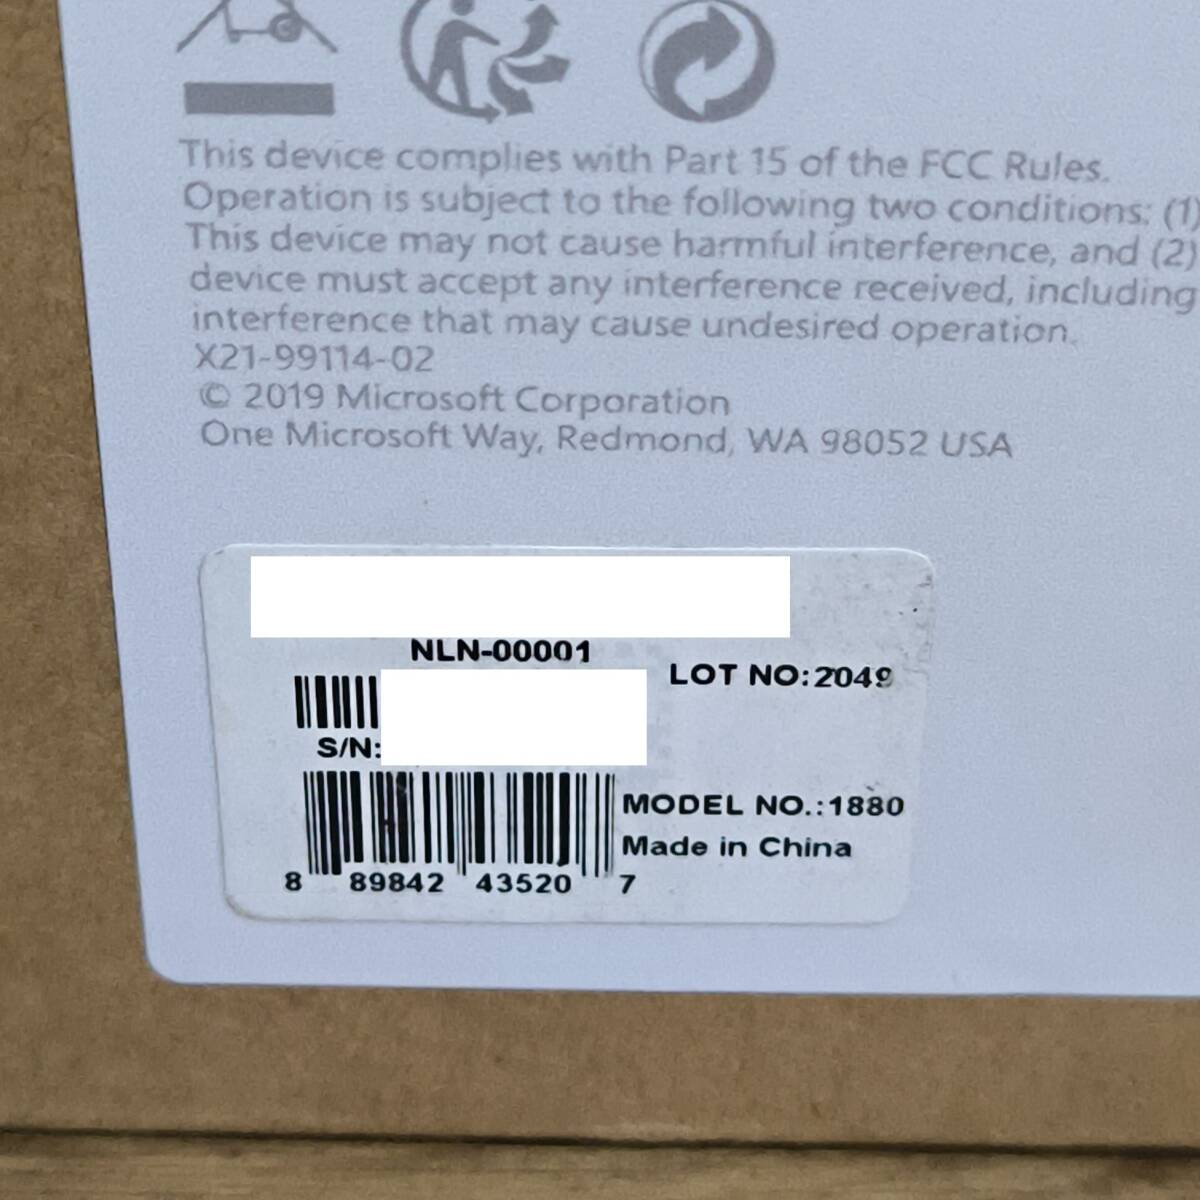 This device complies with Part 15 of the FCC Rules.
Operation is subject to the following two conditions: (1)
This device may not cause harmful interference, and (2)
device must accept any interference received, including
interference that may cause undesired operation.
X21-99114-02
© 2019 Microsoft Corporation
One Microsoft Way, Redmond, WA 98052 USA
NLN-00001
LOT NO:2049
S/N:
MODEL NO.:1880
Made in China
8 89842 43520 7